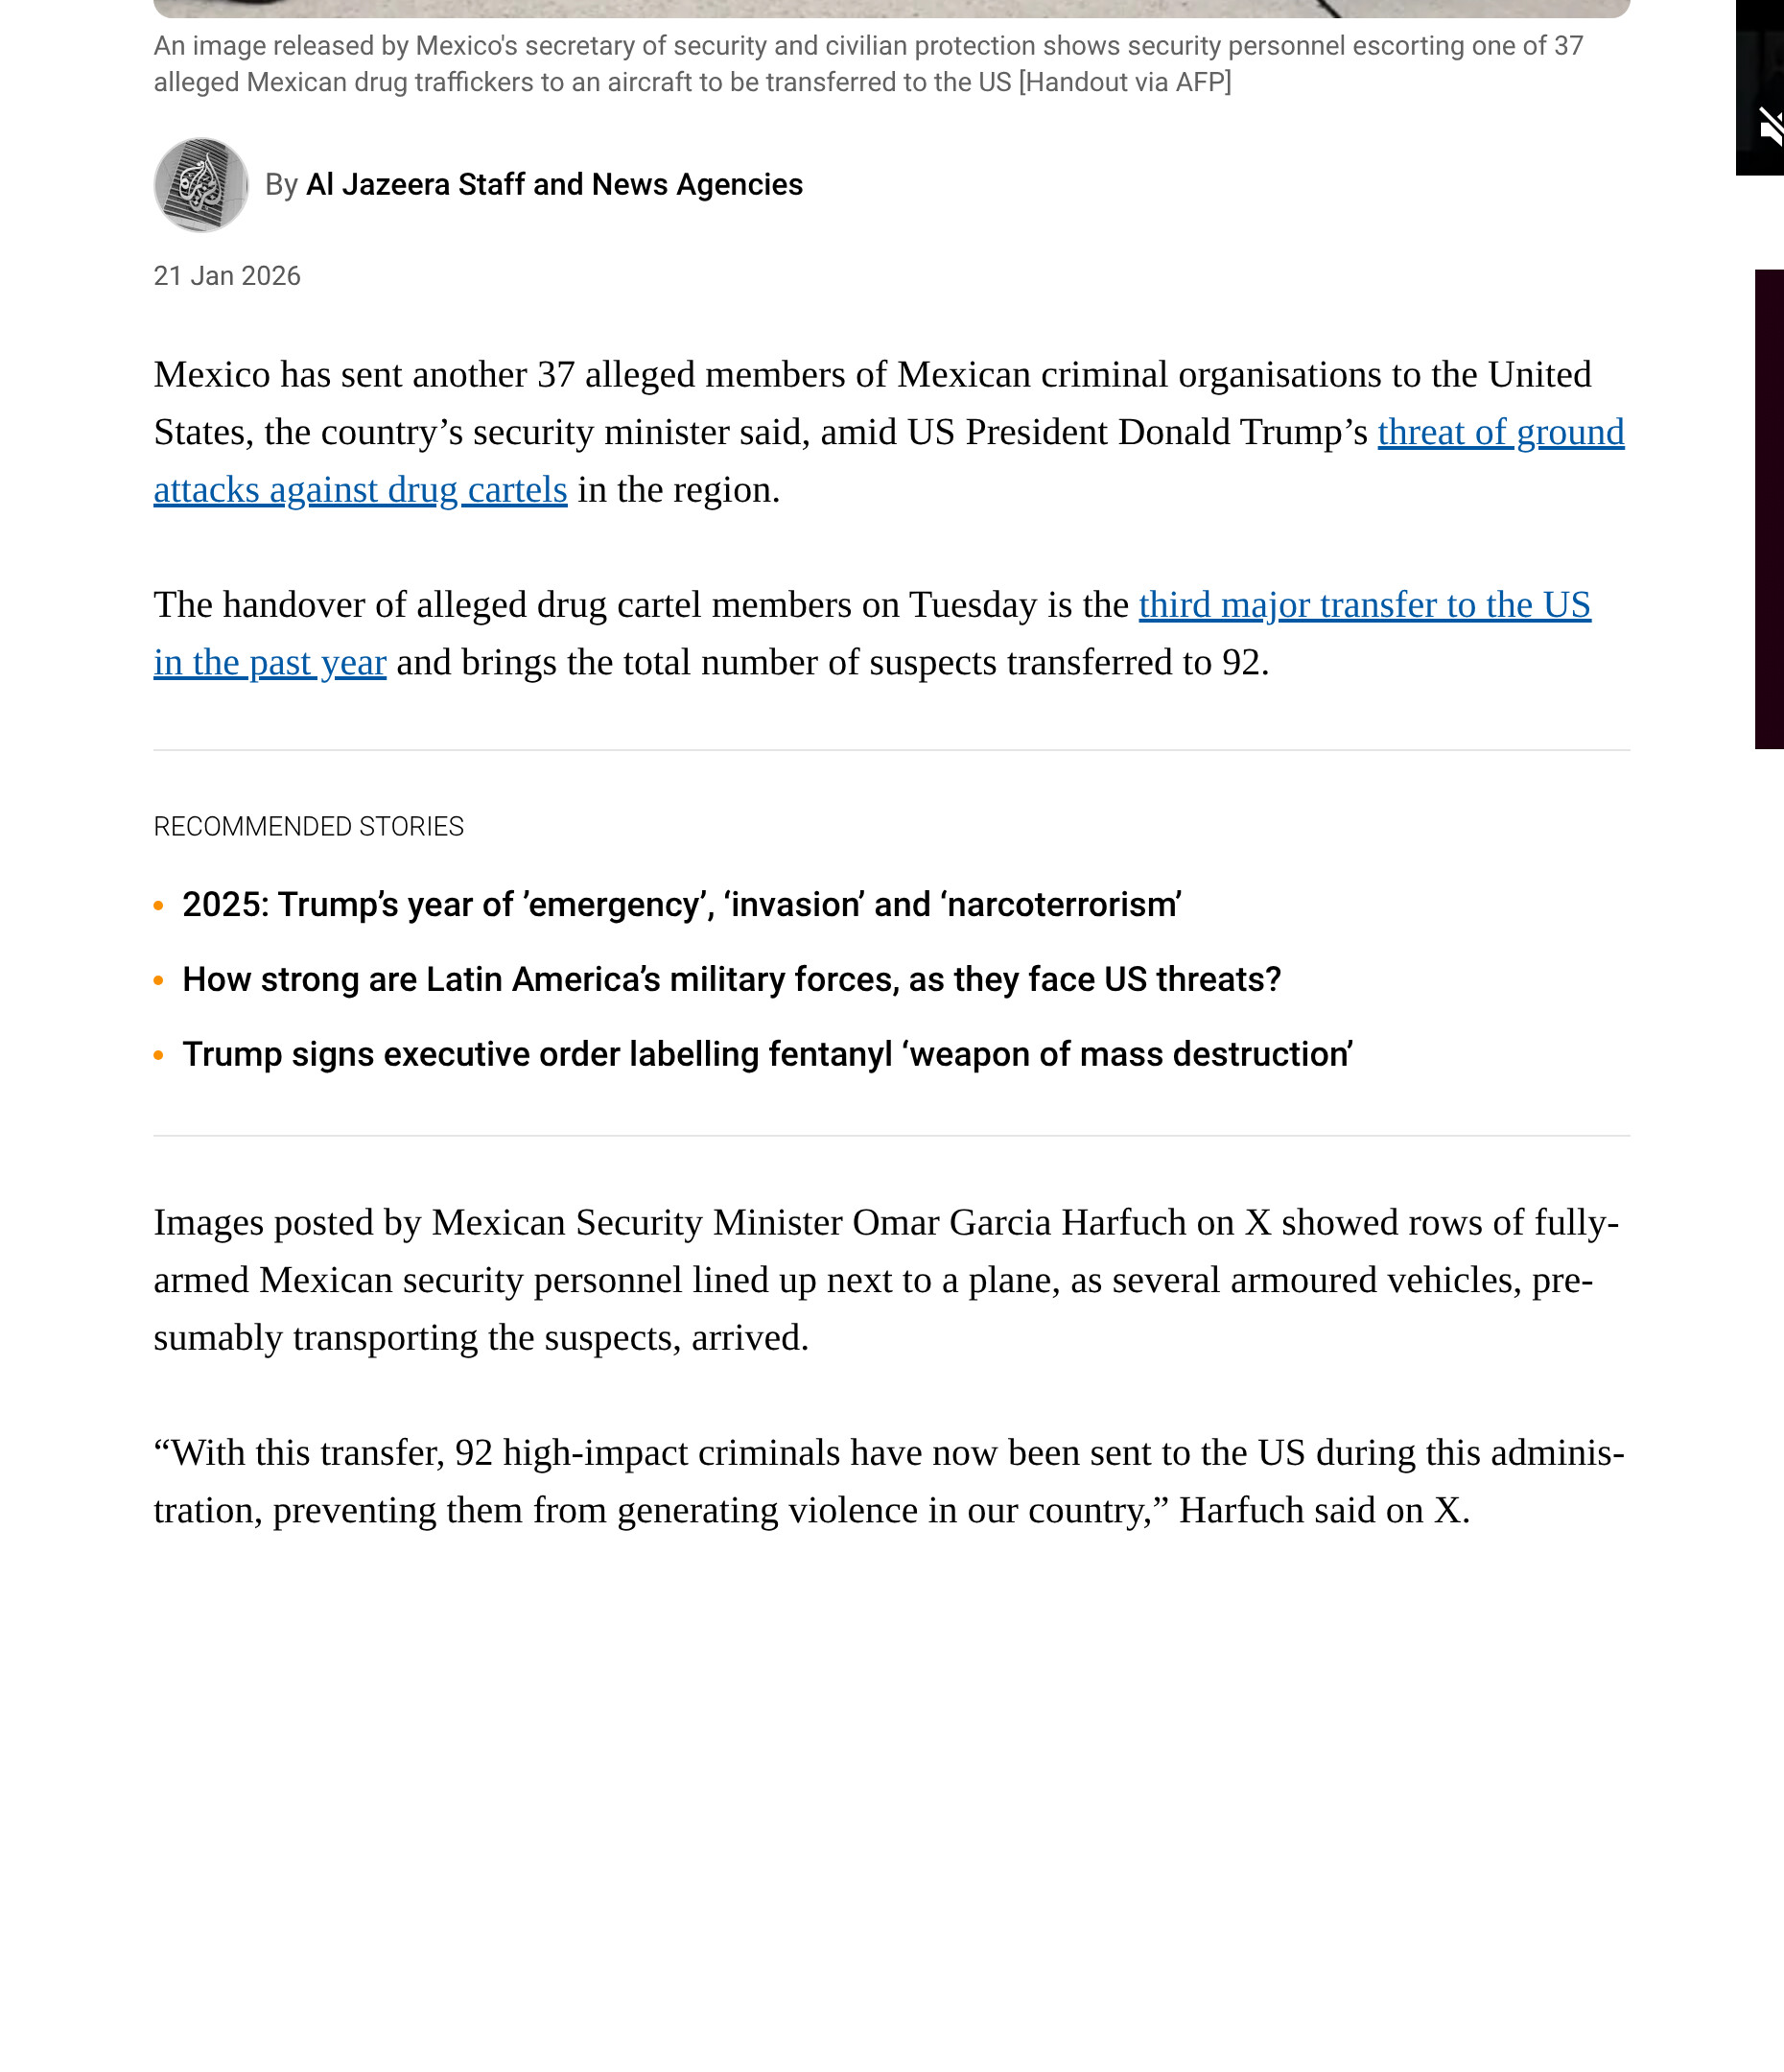 An image released by Mexico's secretary of security and civilian protection shows security personnel escorting one of 37
alleged Mexican drug traffickers to an aircraft to be transferred to the US [Handout via AFP]
By Al Jazeera Staff and News Agencies
21 Jan 2026
Mexico has sent another 37 alleged members of Mexican criminal organisations to the United
States, the country’s security minister said, amid US President Donald Trump’s threat of ground
attacks against drug cartels in the region.
The handover of alleged drug cartel members on Tuesday is the third major transfer to the US
in the past year and brings the total number of suspects transferred to 92.
RECOMMENDED STORIES
• 2025: Trump’s year of ’emergency’, ‘invasion’ and ‘narcoterrorism’
• How strong are Latin America’s military forces, as they face US threats?
• Trump signs executive order labelling fentanyl ‘weapon of mass destruction’
Images posted by Mexican Security Minister Omar Garcia Harfuch on X showed rows of fully-
armed Mexican security personnel lined up next to a plane, as several armoured vehicles, pre-
sumably transporting the suspects, arrived.
“With this transfer, 92 high-impact criminals have now been sent to the US during this adminis-
tration, preventing them from generating violence in our country,” Harfuch said on X.